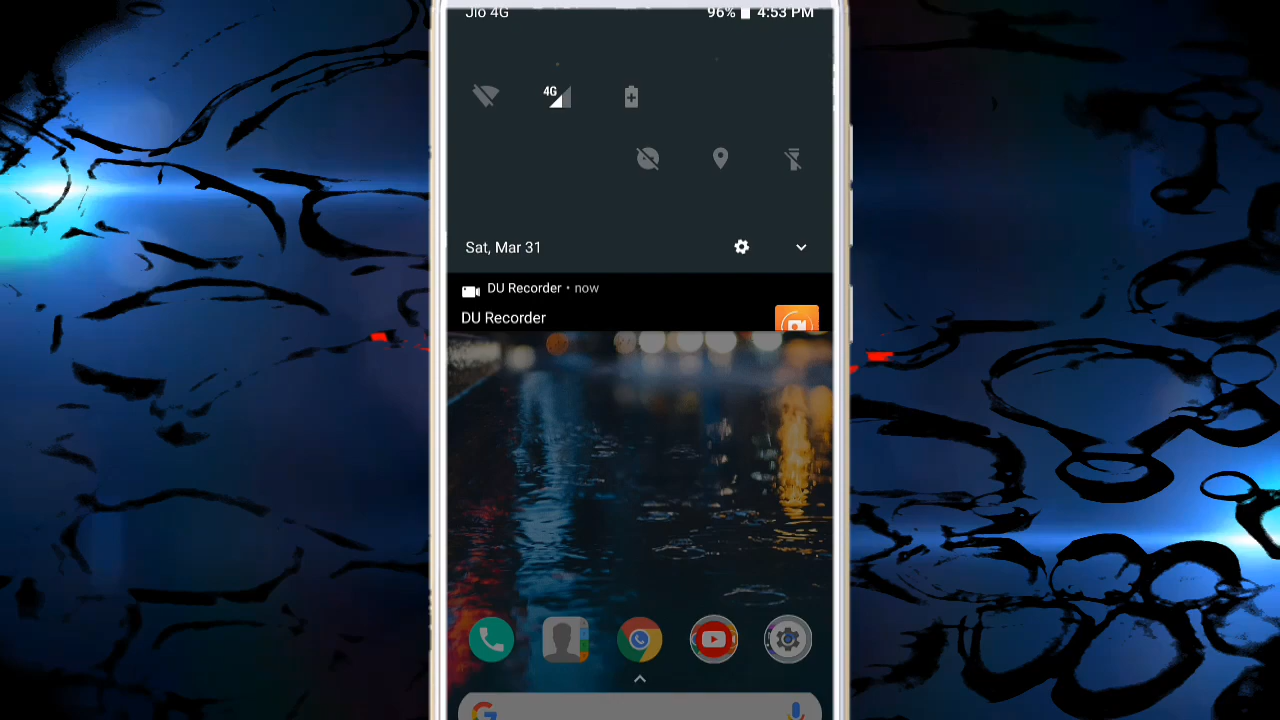 Jio 4G 96% 4:53 PM
4G
Sat, Mar 31
DU Recorder • now
DU Recorder